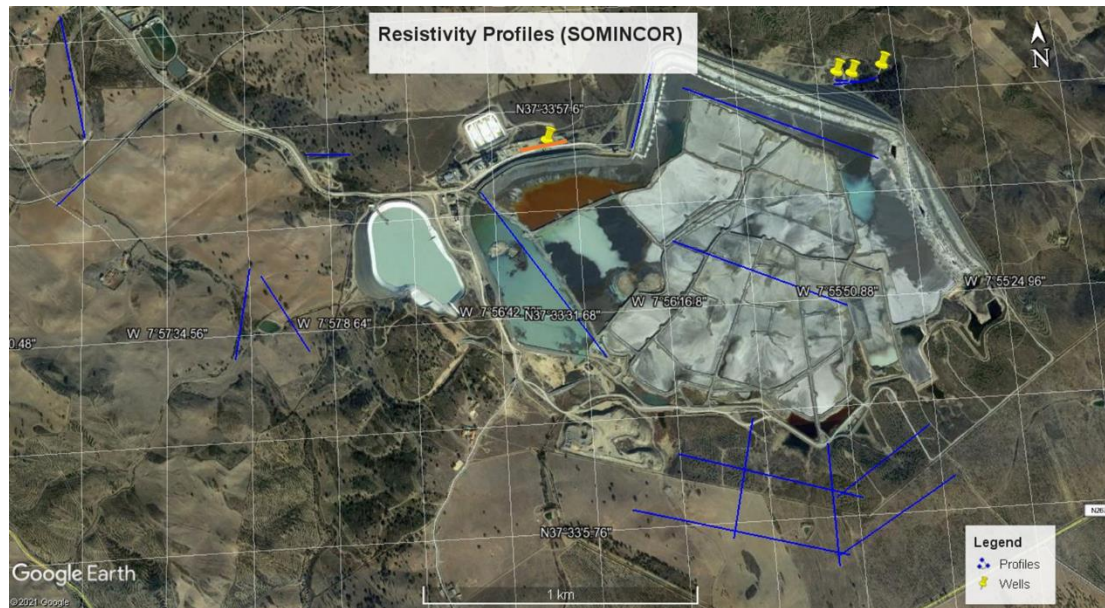 Resistivity Profiles (SOMINCOR)
N
N37°33'57.6"
W 7°55'24.96"
W 7°55'50.88"
W 7°56'16.8"
W 7°56'42.72"
N37°33'31.68"
W 7°57'8.64"
W 7°57'34.56"
0.48"
N37°33'5.76"
N26
Legend
Profiles
Wells
Google Earth
©2021 Google
1 km